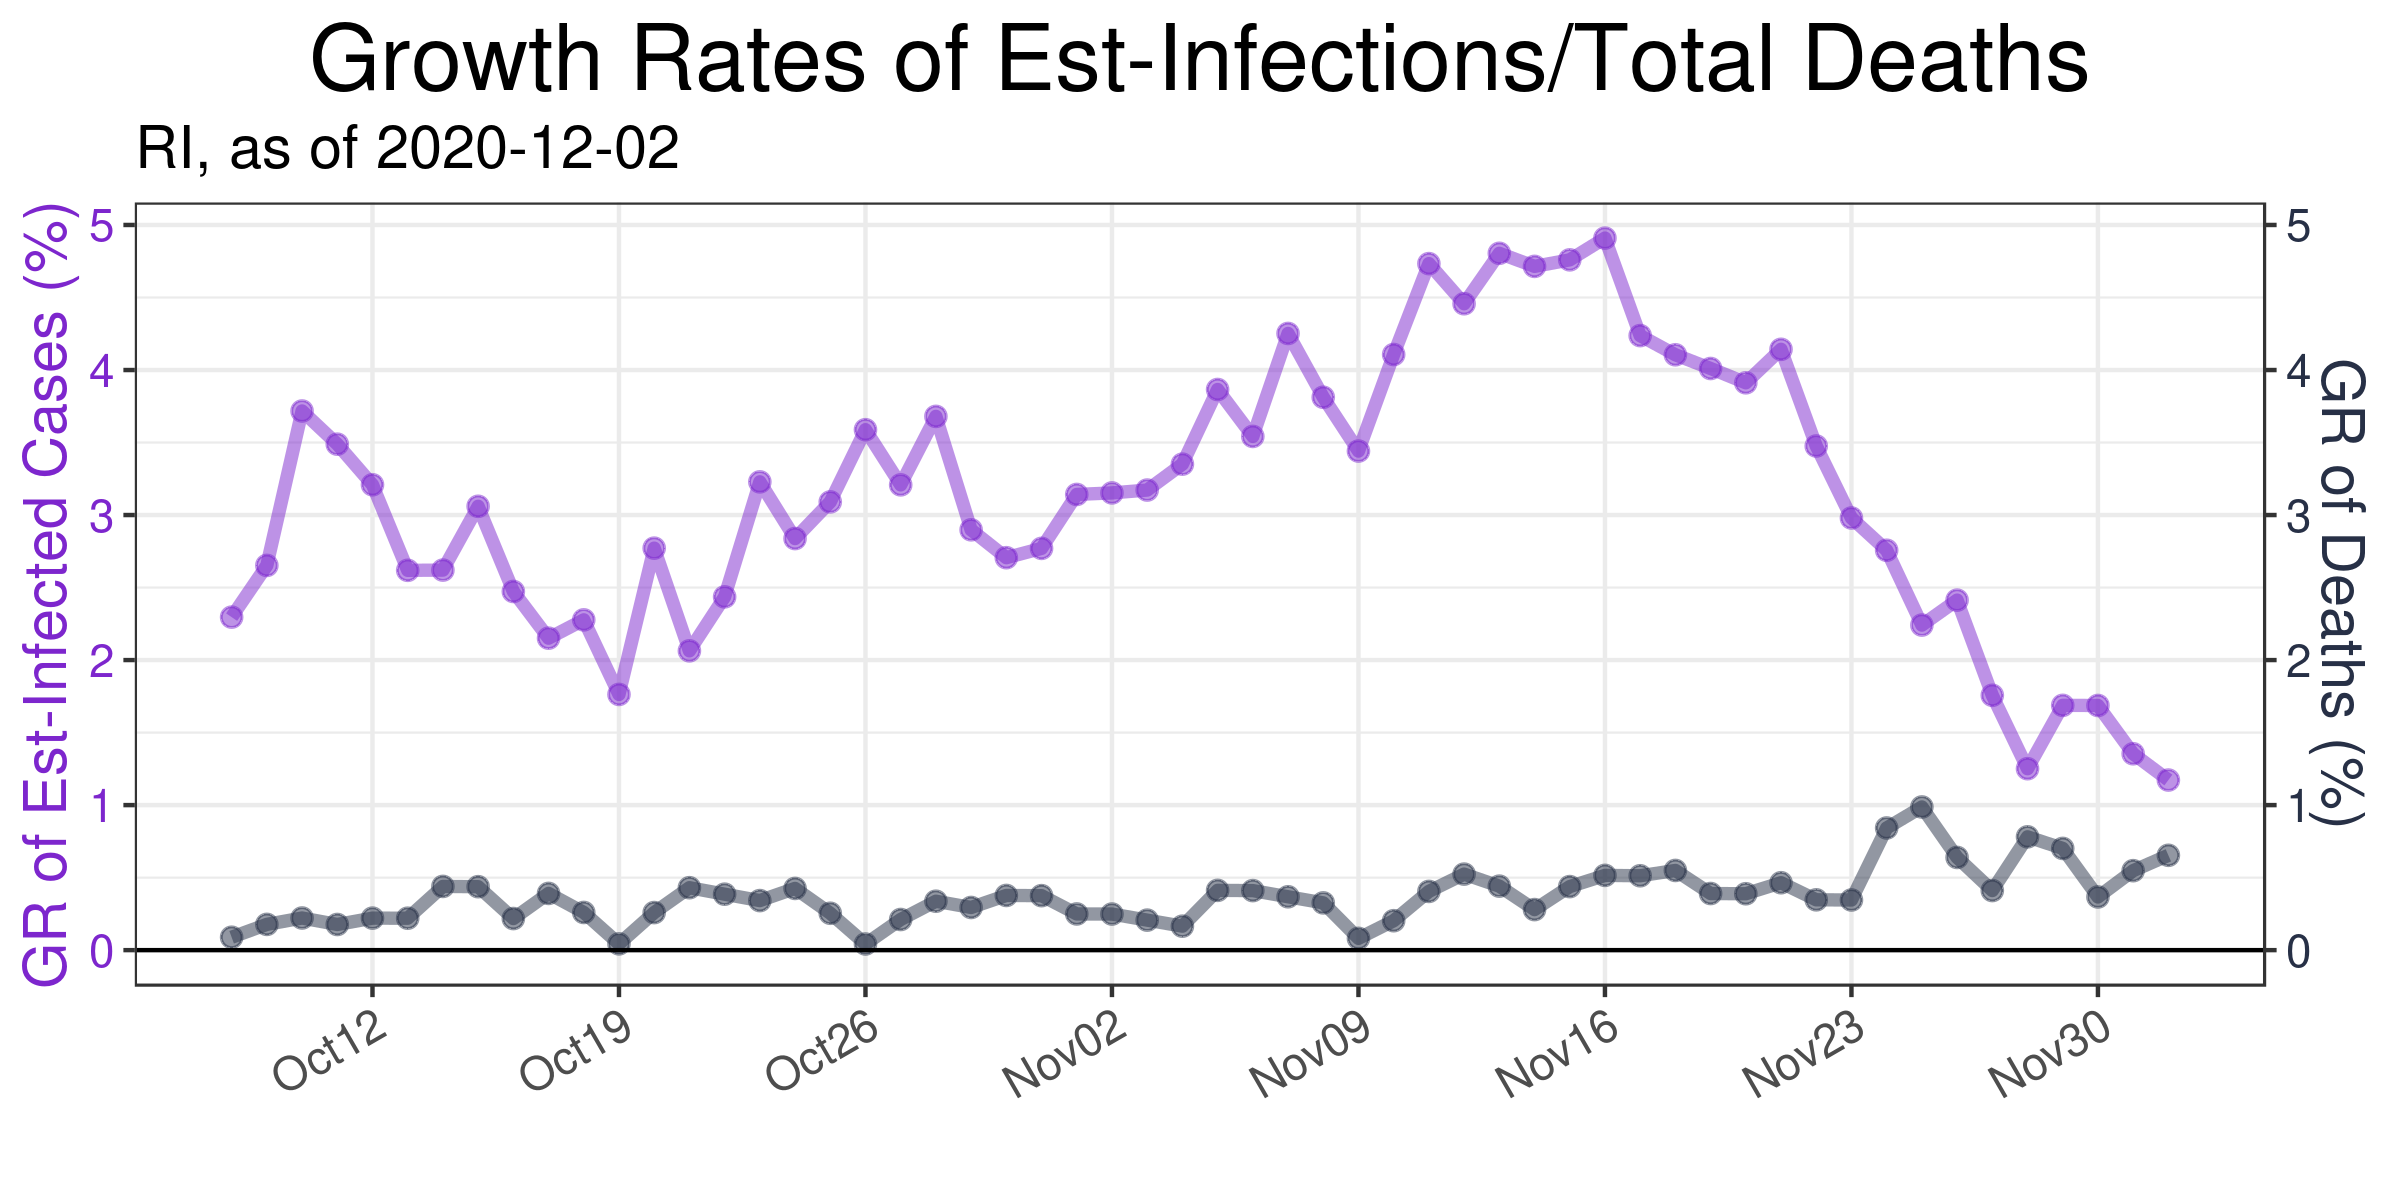 Growth Rates of Est-Infections/Total Deaths
RI, as of 2020-12-02
GR of Est-Infected Cases (%)
5
4
3
2
1
0
5
4
3
2
1
0
GR of Deaths (%)
Oct12
Oct19
Oct26
Nov02
Nov09
Nov16
Nov23
Nov30